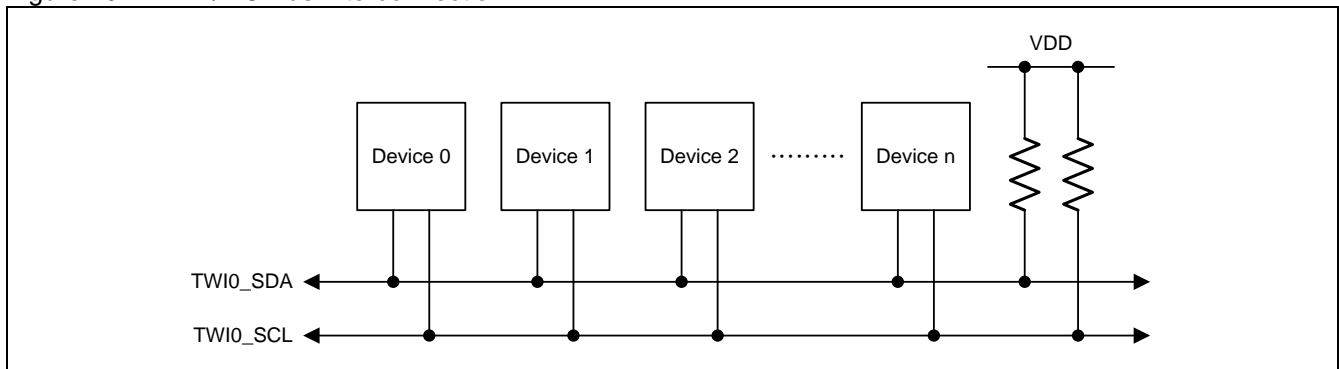 VDD
Device 0 Device 1 Device 2 ......... Device n
TWI0_SDA
TWI0_SCL